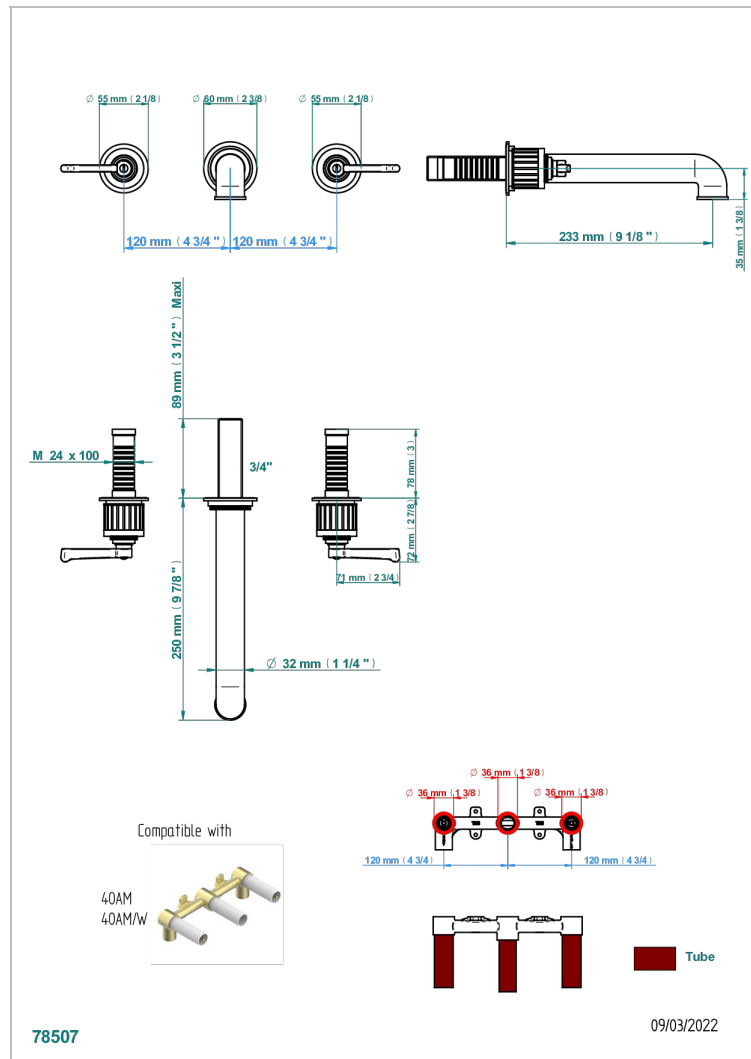 Ø 55 mm ( 2 1/8)
Ø 60 mm ( 2 3/8)
Ø 55 mm ( 2 1/8)
120 mm ( 4 3/4" )
120 mm ( 4 3/4" )
233 mm ( 9 1/8 " )
35 mm ( 1 3/8)
89 mm ( 3 1/2" ) Maxi
M 24 x 100
3/4"
78 mm ( 3)
72 mm ( 2 7/8)
71 mm ( 2 3/4)
250 mm ( 9 7/8" )
Ø 32 mm ( 1 1/4" )
Ø 36 mm ( 1 3/8)
Ø 36 mm ( 1 3/8)
Ø 36 mm ( 1 3/8)
120 mm ( 4 3/4)
120 mm ( 4 3/4)
Compatible with
40AM
40AM/W
Tube
78507
09/03/2022